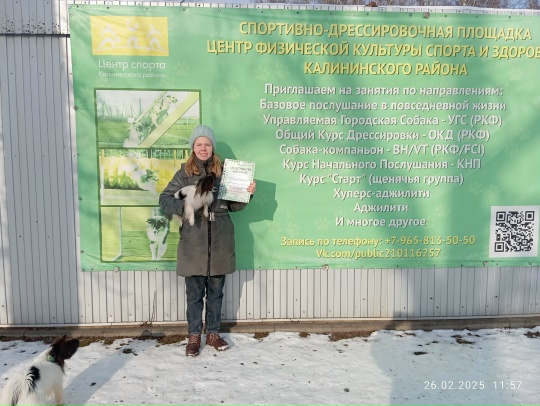 СПОРТИВНО-ДРЕССИРОВОЧНАЯ ПЛОЩАДКА
ЦЕНТР ФИЗИЧЕСКОЙ КУЛЬТУРЫ СПОРТА И ЗДОРОВ
КАЛИНИНСКОГО РАЙОНА
Центр спорта
Калининского района
Приглашаем на занятия по направлениям:
Базовое послушание в повседневной жизни
Управляемая Городская Собака - УГС (РКФ)
Общий Курс Дрессировки - ОКД (РКФ)
Собака-компаньон - BH/VT (РКФ/FCI)
Курс Начального Послушания - КНП
Курс "Старт" (щенячья группа)
Хуперс-аджилити
Аджилити
И многое другое
Запись по телефону: +7-965-813-50-50
Vk.com/public210116757
26.02.2025 11:57